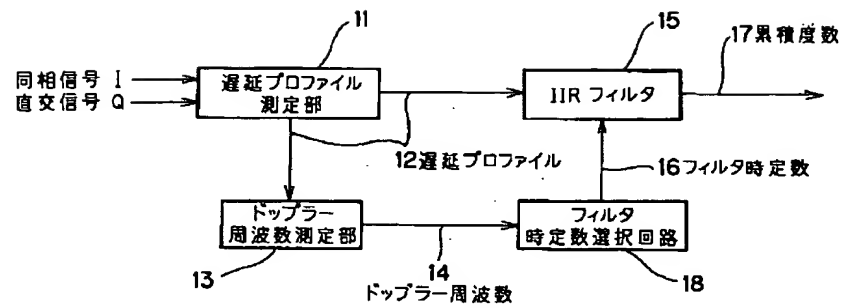 11
15
17累積度数
同相信号 I
直交信号 Q
遅延プロファイル
測定部
IIR フィルタ
12遅延プロファイル
16フィルタ時定数
ドップラー
周波数測定部
フィルタ
時定数選択回路
13
14
18
ドップラー周波数